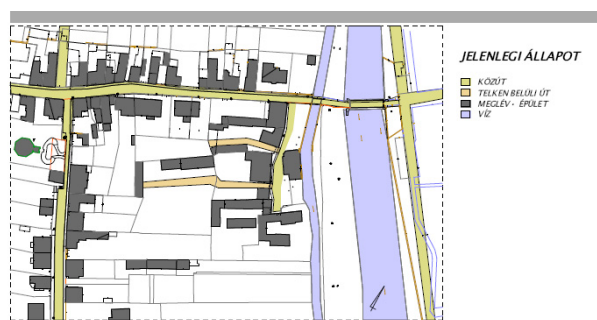 JELENLEGI ÁLLAPOT
KÖZÚT
TELKEN BELÜLI ÚT
MEGLÉV · ÉPÜLET
VÍZ